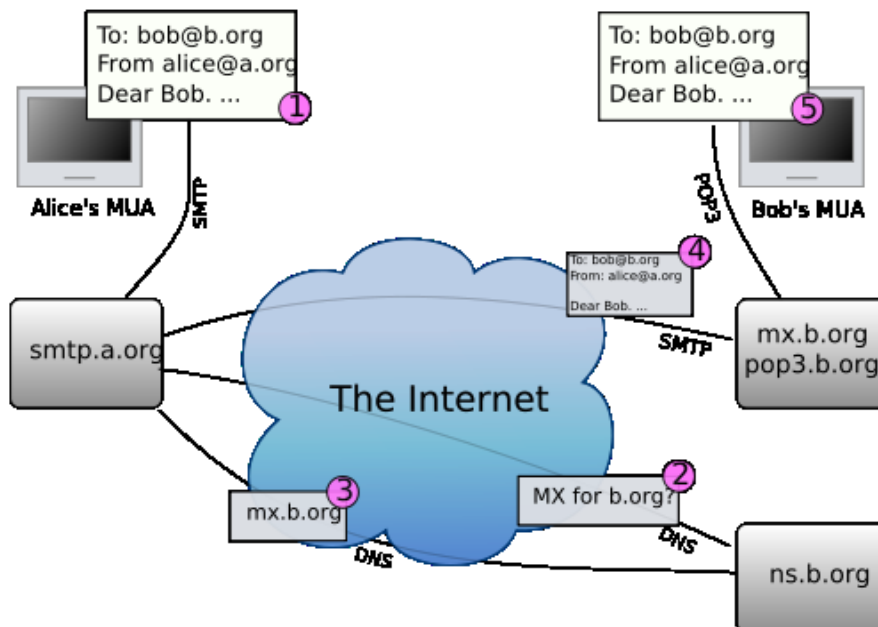 To: bob@b.org
From alice@a.org
Dear Bob. ...
1
Alice's MUA
SMTP
To: bob@b.org
From alice@a.org
Dear Bob. ...
5
Bob's MUA
POP3
To: bob@b.org
From: alice@a.org
Dear Bob. ...
4
SMTP
smtp.a.org
mx.b.org
pop3.b.org
The Internet
MX for b.org?
2
DNS
mx.b.org
3
DNS
ns.b.org